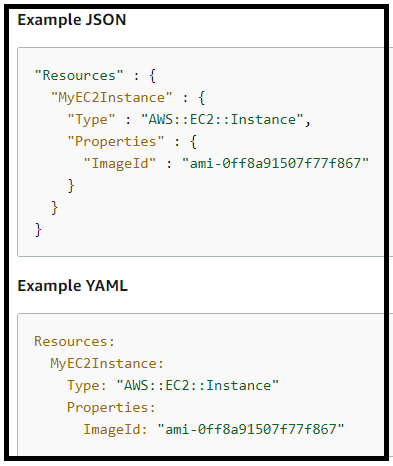 Example JSON
"Resources" : {
"MyEC2Instance" : {
"Type" : "AWS::EC2::Instance",
"Properties" : {
"ImageId" : "ami-0ff8a91507f77f867"
}
}
}
Example YAML
Resources:
MyEC2Instance:
Type: "AWS::EC2::Instance"
Properties:
ImageId: "ami-0ff8a91507f77f867"